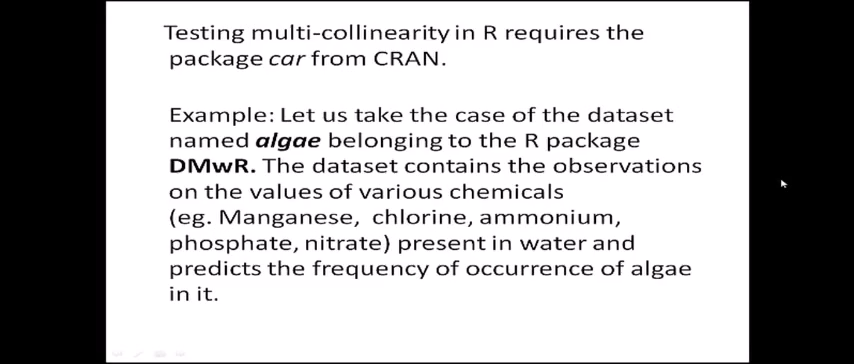 Testing multi-collinearity in R requires the
package car from CRAN.
Example: Let us take the case of the dataset
named algae belonging to the R package
DMwR. The dataset contains the observations
on the values of various chemicals
(eg. Manganese, chlorine, ammonium,
phosphate, nitrate) present in water and
predicts the frequency of occurrence of algae
in it.